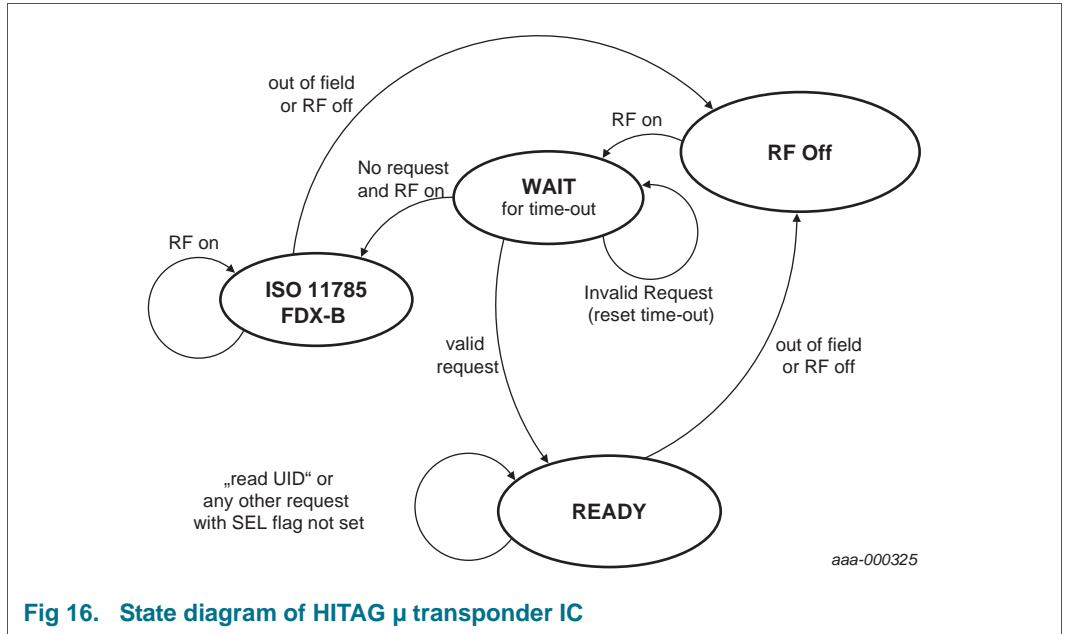 out of field
or RF off
RF on
RF Off
No request
and RF on
WAIT
for time-out
RF on
ISO 11785
FDX-B
Invalid Request
(reset time-out)
valid
request
out of field
or RF off
„read UID“ or
any other request
with SEL flag not set
READY
aaa-000325
Fig 16. State diagram of HITAG µ transponder IC